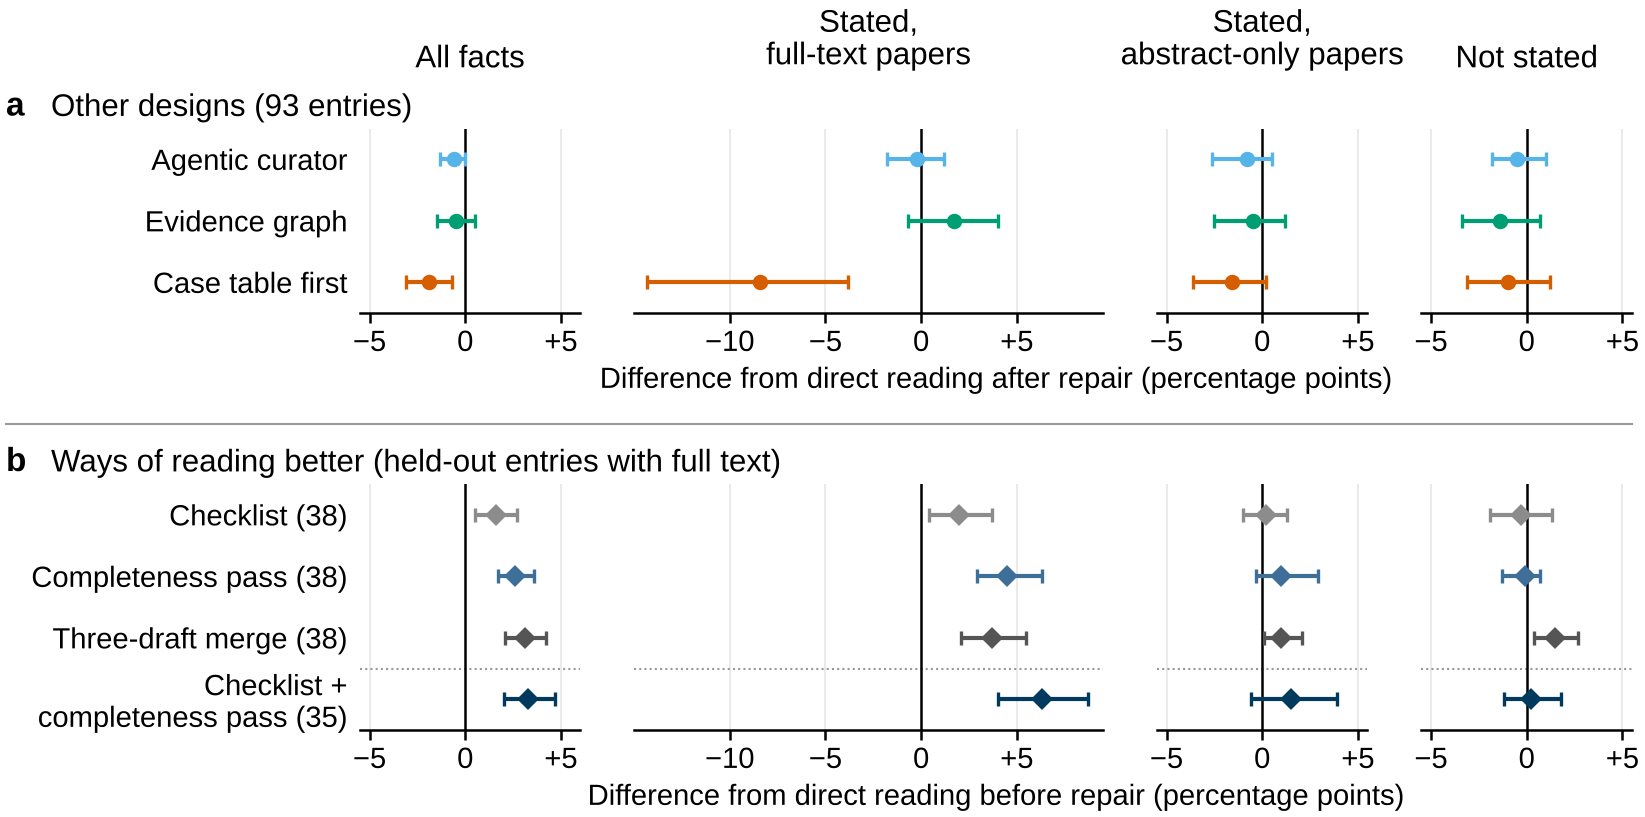 All facts
Stated,
full-text papers
Stated,
abstract-only papers
Not stated
a Other designs (93 entries)
Agentic curator
Evidence graph
Case table first
−5 0 +5
−10 −5 0 +5
−5 0 +5
−5 0 +5
Difference from direct reading after repair (percentage points)
b Ways of reading better (held-out entries with full text)
Checklist (38)
Completeness pass (38)
Three-draft merge (38)
Checklist +
completeness pass (35)
−5 0 +5
−10 −5 0 +5
−5 0 +5
−5 0 +5
Difference from direct reading before repair (percentage points)